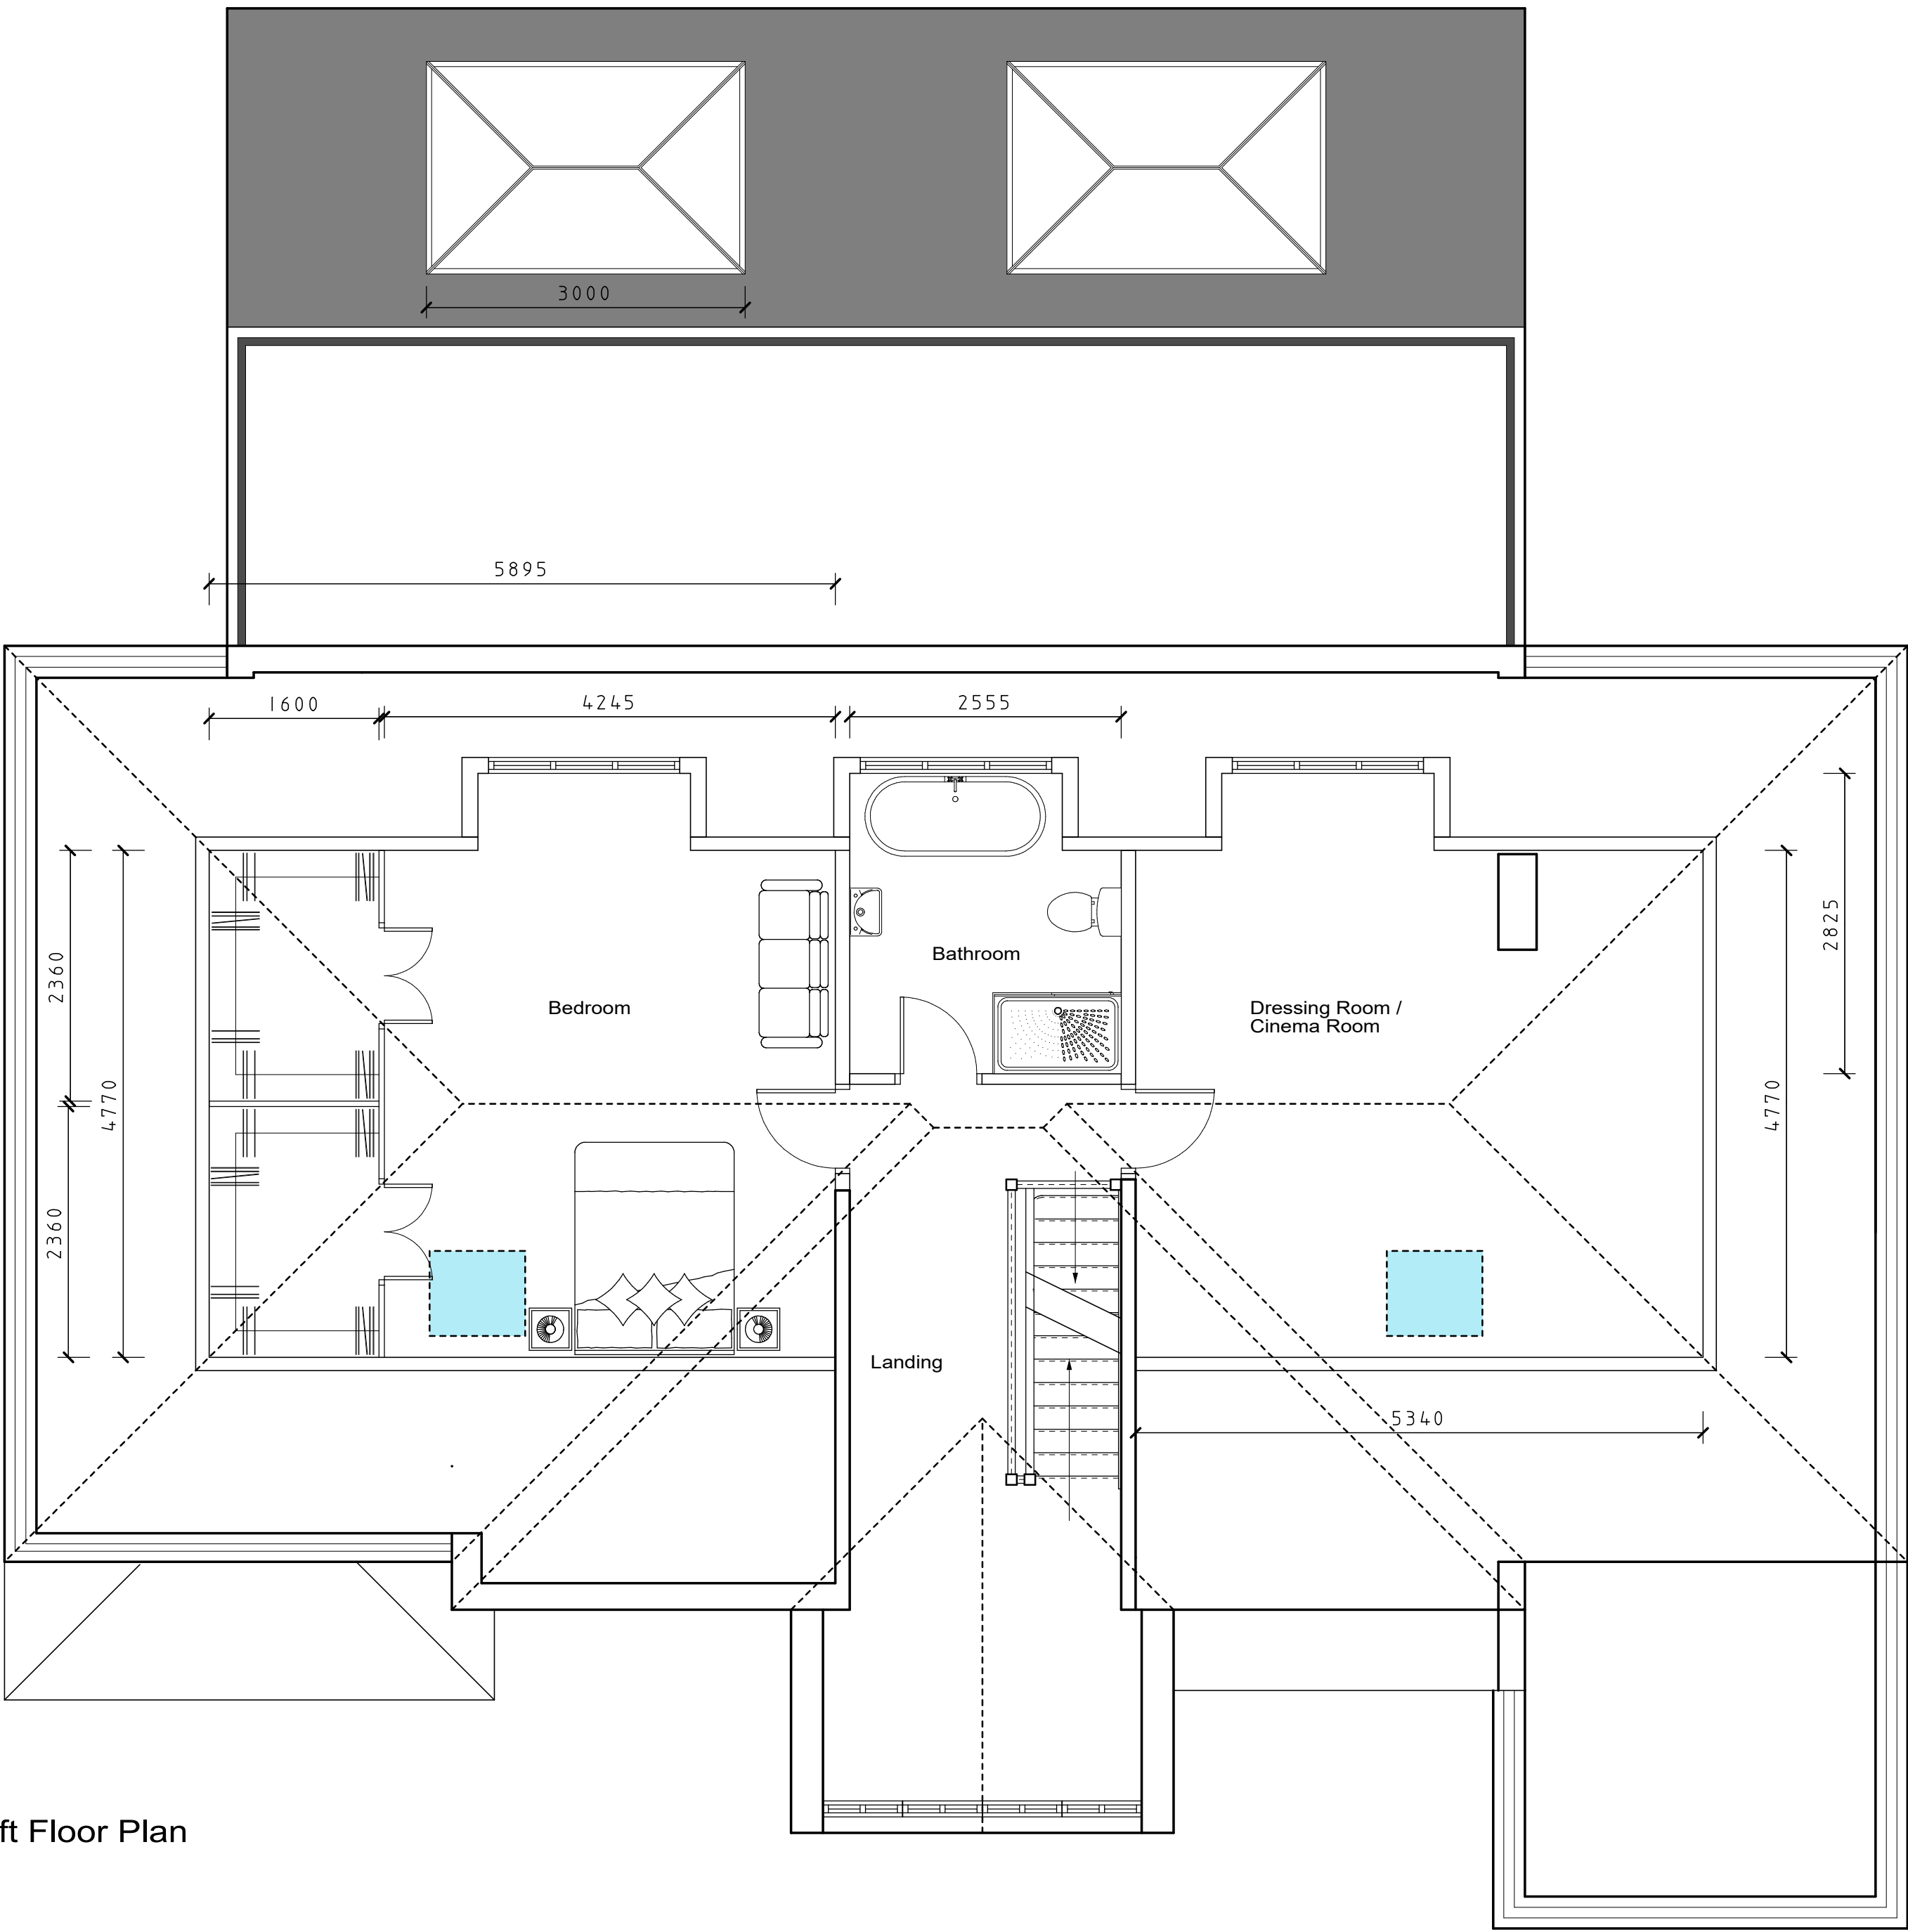 3000
5895
1600
4245
2555
2360
4770
2825
4770
2360
Bathroom
Bedroom
Dressing Room /
Cinema Room
Landing
5340
ft Floor Plan